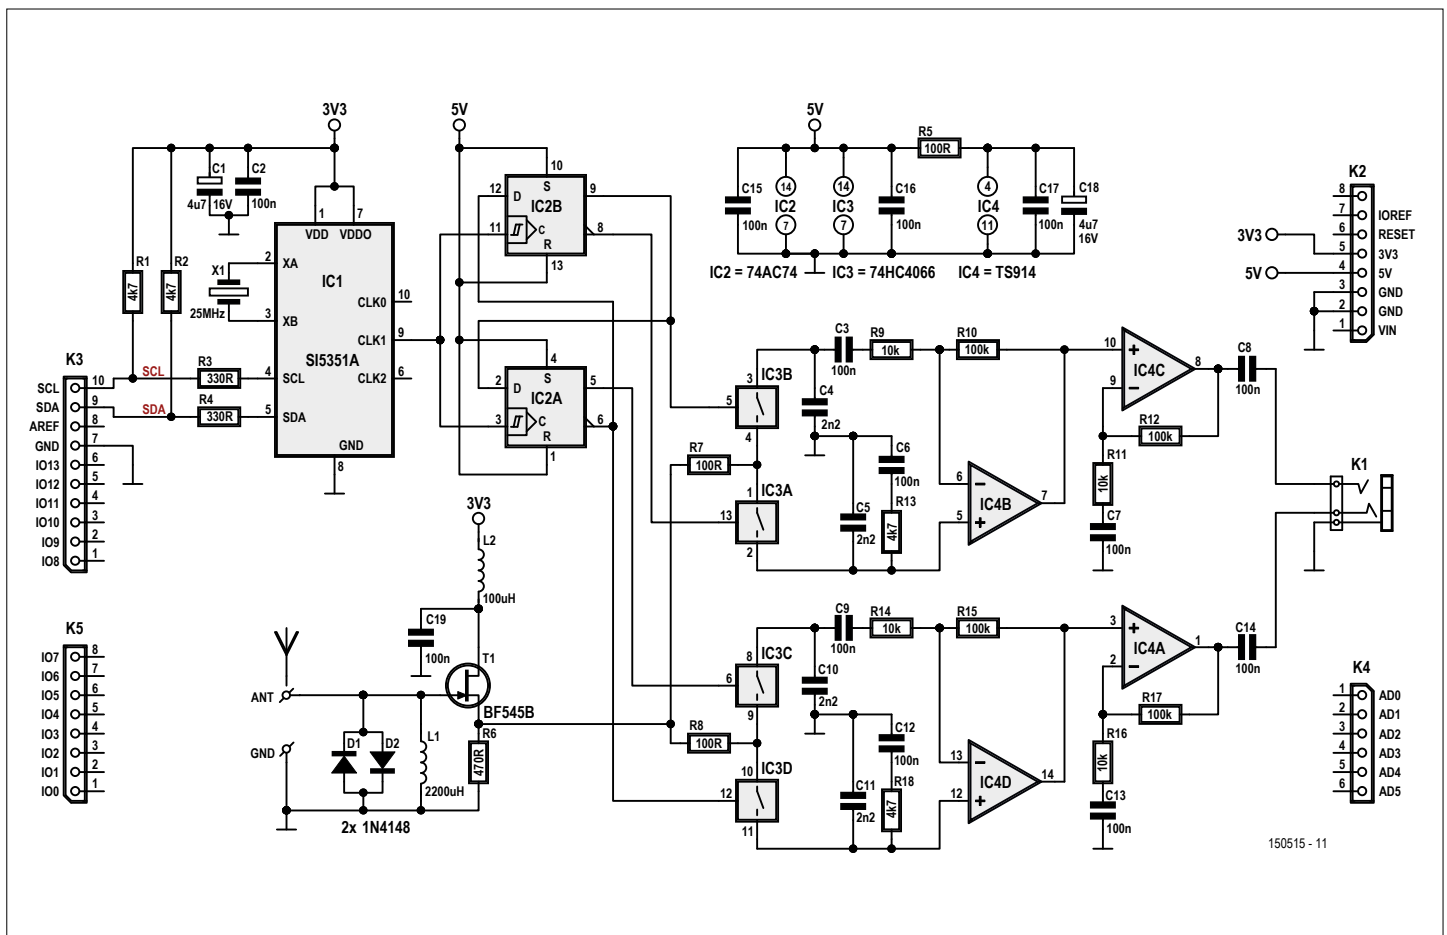 3V3
5V
C1
4u7
16V
C2
100n
1
7
VDD
VDDO
R1
4k7
R2
4k7
X1
25MHz
2
XA
3
XB
IC1
SI5351A
CLK0
10
CLK1
9
CLK2
6
SCL
4
SDA
5
GND
8
SCL
R3
330R
SDA
R4
330R
K3
SCL 10
SDA 9
AREF 8
GND 7
IO13 6
IO12 5
IO11 4
IO10 3
IO9 2
IO8 1
K5
IO7 8
IO6 7
IO5 6
IO4 5
IO3 4
IO2 3
IO1 2
IO0 1
10
12
D
S
9
IC2B
11
C
8
R
13
4
2
D
S
5
IC2A
3
C
6
R
1
3V3
L2
100uH
C19
100n
T1
BF545B
ANT
GND
D1
D2
L1
2200uH
R6
470R
2x 1N4148
5V
R5
100R
C15
100n
14
IC2
7
14
IC3
7
C16
100n
4
IC4
11
C17
100n
C18
4u7
16V
IC2 = 74AC74
IC3 = 74HC4066
IC4 = TS914
R7
100R
3
IC3B
5
4
1
IC3A
13
2
C3
100n
R9
10k
R10
100k
C4
2n2
C6
100n
C5
2n2
R13
4k7
6
IC4B
7
5
10
IC4C
8
9
C8
100n
R12
100k
R11
10k
C7
100n
R8
100R
8
IC3C
6
9
10
IC3D
12
11
C9
100n
R14
10k
R15
100k
C10
2n2
C12
100n
C11
2n2
R18
4k7
13
IC4D
14
12
3
IC4A
1
2
C14
100n
R17
100k
R16
10k
C13
100n
K1
K2
8
7 IOREF
6 RESET
3V3 5 3V3
5V 4 5V
3 GND
2 GND
1 VIN
K4
1 AD0
2 AD1
3 AD2
4 AD3
5 AD4
6 AD5
150515 - 11